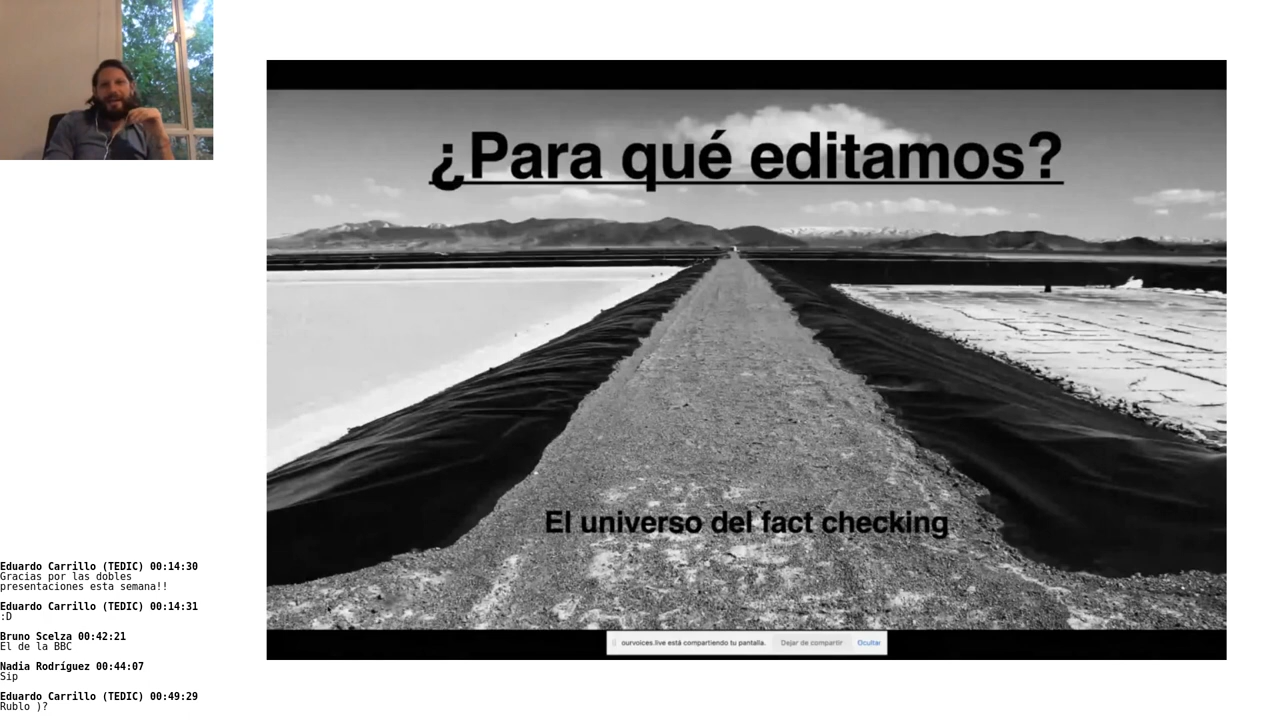 ¿Para qué editamos?
El universo del fact checking
ourvoices.live está compartiendo tu pantalla.
Dejar de compartir
Ocultar
Eduardo Carrillo (TEDIC) 00:14:30
Gracias por las dobles
presentaciones esta semana!!
Eduardo Carrillo (TEDIC) 00:14:31
:D
Bruno Scelza 00:42:21
El de la BBC
Nadia Rodríguez 00:44:07
Sip
Eduardo Carrillo (TEDIC) 00:49:29
Rublo )?